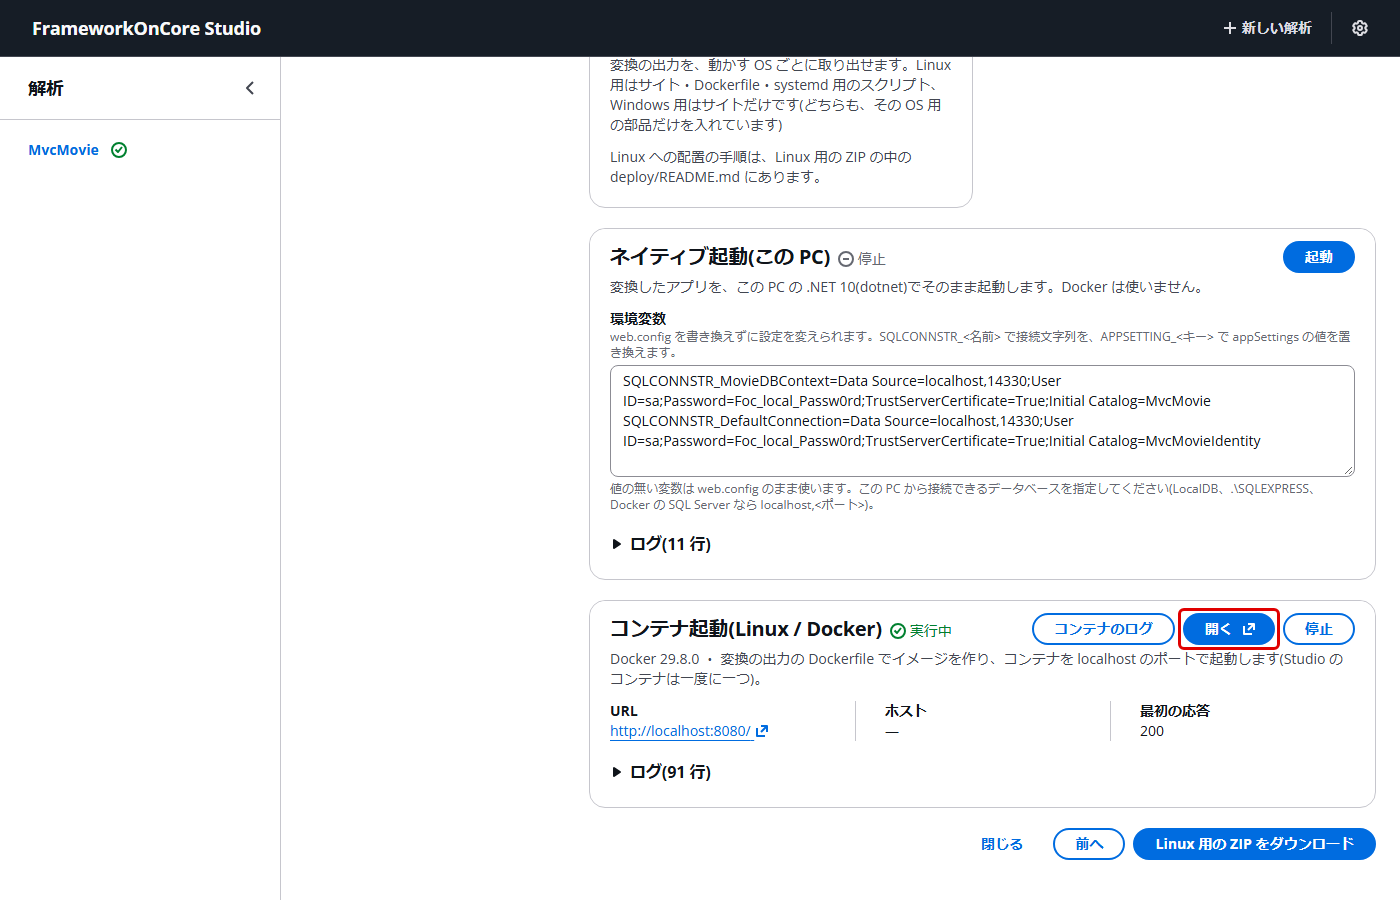 FrameworkOnCore Studio
新しい解析
解析
MvcMovie
変換の出力を、動かす OS ごとに取り出せます。Linux
用はサイト・Dockerfile・systemd 用のスクリプト、
Windows 用はサイトだけです(どちらも、その OS 用
の部品だけを入れています)
Linux への配置の手順は、Linux 用の ZIP の中の
deploy/README.md にあります。
ネイティブ起動(この PC) 停止
起動
変換したアプリを、この PC の .NET 10(dotnet)でそのまま起動します。Docker は使いません。
環境変数
web.config を書き換えずに設定を変えられます。SQLCONNSTR_<名前> で接続文字列を、APPSETTING_<キー> で appSettings の値を置
き換えます。
SQLCONNSTR_MovieDBContext=Data Source=localhost,14330;User
ID=sa;Password=Foc_local_Passw0rd;TrustServerCertificate=True;Initial Catalog=MvcMovie
SQLCONNSTR_DefaultConnection=Data Source=localhost,14330;User
ID=sa;Password=Foc_local_Passw0rd;TrustServerCertificate=True;Initial Catalog=MvcMovieIdentity
値の無い変数は web.config のまま使います。この PC から接続できるデータベースを指定してください(LocalDB、.\SQLEXPRESS、
Docker の SQL Server なら localhost,<ポート>)。
ログ(11 行)
コンテナ起動(Linux / Docker) 実行中
コンテナのログ
開く
停止
Docker 29.8.0 ・ 変換の出力の Dockerfile でイメージを作り、コンテナを localhost のポートで起動します(Studio の
コンテナは一度に一つ)。
URL
http://localhost:8080/
ホスト
—
最初の応答
200
ログ(91 行)
閉じる
前へ
Linux 用の ZIP をダウンロード